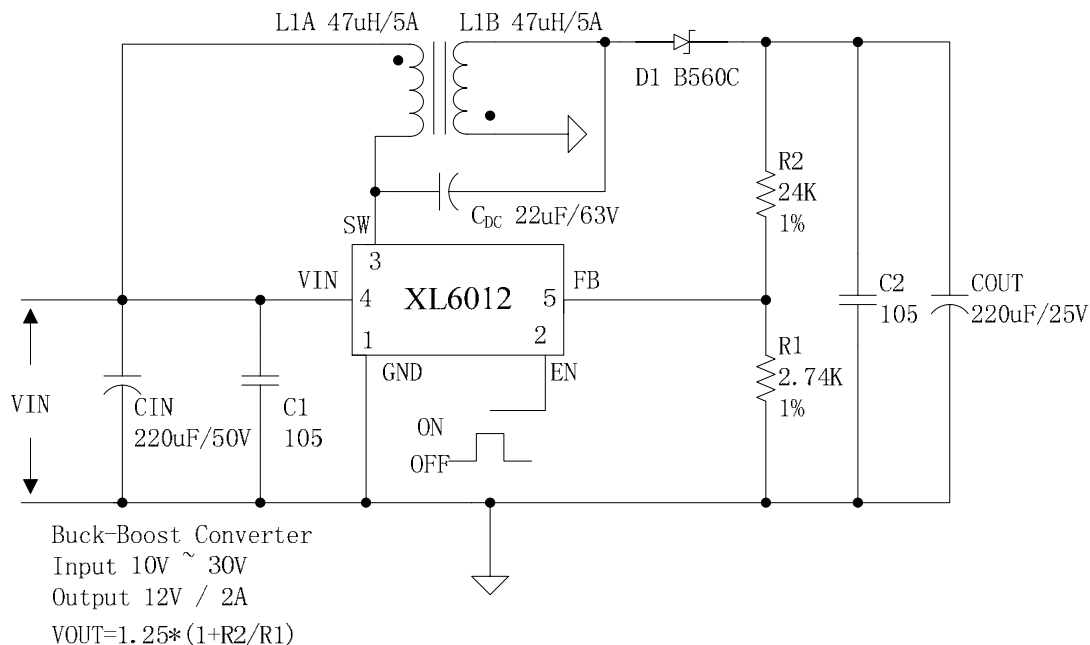 L1A 47uH/5A
L1B 47uH/5A
D1 B560C
R2
24K
1%
CDC 22uF/63V
SW
3
VIN
4
XL6012
5
FB
1
2
GND
EN
C2
105
COUT
220uF/25V
R1
2.74K
1%
VIN
CIN
220uF/50V
C1
105
ON
OFF
Buck-Boost Converter
Input 10V ~ 30V
Output 12V / 2A
VOUT=1.25*(1+R2/R1)